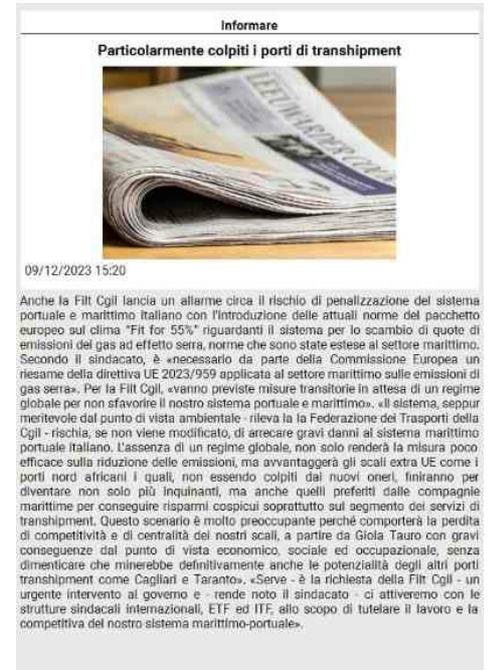 Informare
Particolarmente colpiti i porti di transhipment
LEEUWARDER COU
09/12/2023 15:20
Anche la Filt Cgil lancia un allarme circa il rischio di penalizzazione del sistema
portuale e marittimo italiano con l'introduzione delle attuali norme del pacchetto
europeo sul clima "Fit for 55%" riguardanti il sistema per lo scambio di quote di
emissioni dei gas ad effetto serra, norme che sono state estese al settore marittimo.
Secondo il sindacato, è «necessario da parte della Commissione Europea un
riesame della direttiva UE 2023/959 applicata al settore marittimo sulle emissioni di
gas serra». Per la Filt Cgil, «vanno previste misure transitorie in attesa di un regime
globale per non sfavorire il nostro sistema portuale e marittimo». «Il sistema, seppur
meritevole dal punto di vista ambientale - rileva la la Federazione dei Trasporti della
Cgil - rischia, se non viene modificato, di arrecare gravi danni al sistema marittimo
portuale italiano. L'assenza di un regime globale, non solo renderà la misura poco
efficace sulla riduzione delle emissioni, ma avvantaggerà gli scali extra UE come i
porti nord africani i quali, non essendo colpiti dai nuovi oneri, finiranno per
diventare non solo più inquinanti, ma anche quelli preferiti dalle compagnie
marittime per conseguire risparmi cospicui soprattutto sul segmento dei servizi di
transhipment. Questo scenario è molto preoccupante perché comporterà la perdita
di competitività e di centralità dei nostri scali, a partire da Gioia Tauro con gravi
conseguenze dal punto di vista economico, sociale ed occupazionale, senza
dimenticare che minerebbe definitivamente anche le potenzialità degli altri porti
transhipment come Cagliari e Taranto». «Serve - è la richiesta della Filt Cgil - un
urgente intervento al governo e - rende noto il sindacato - ci attiveremo con le
strutture sindacali internazionali, ETF ed ITF, allo scopo di tutelare il lavoro e la
competitiva del nostro sistema marittimo-portuale».